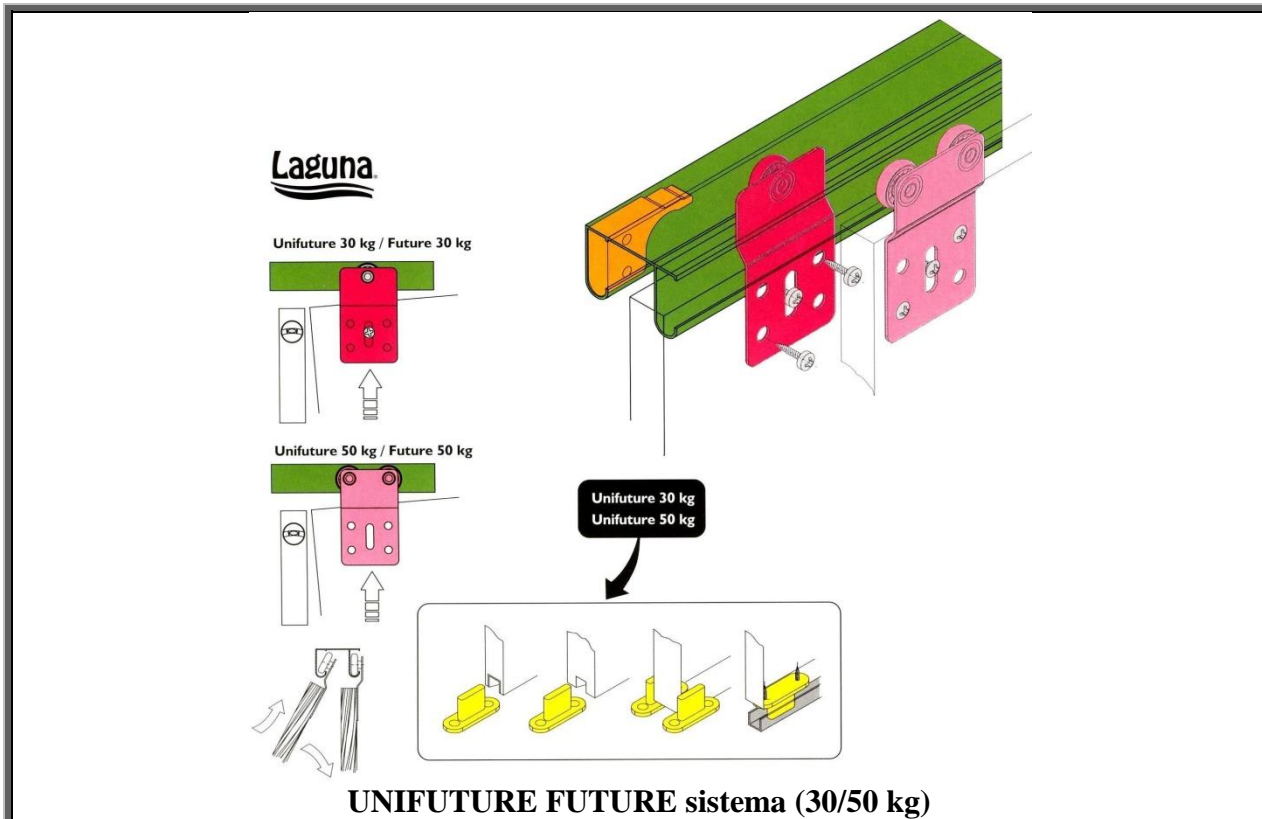 Laguna
Unifuture 30 kg / Future 30 kg
Unifuture 50 kg / Future 50 kg
Unifuture 30 kg
Unifuture 50 kg
UNIFUTURE FUTURE sistema (30/50 kg)